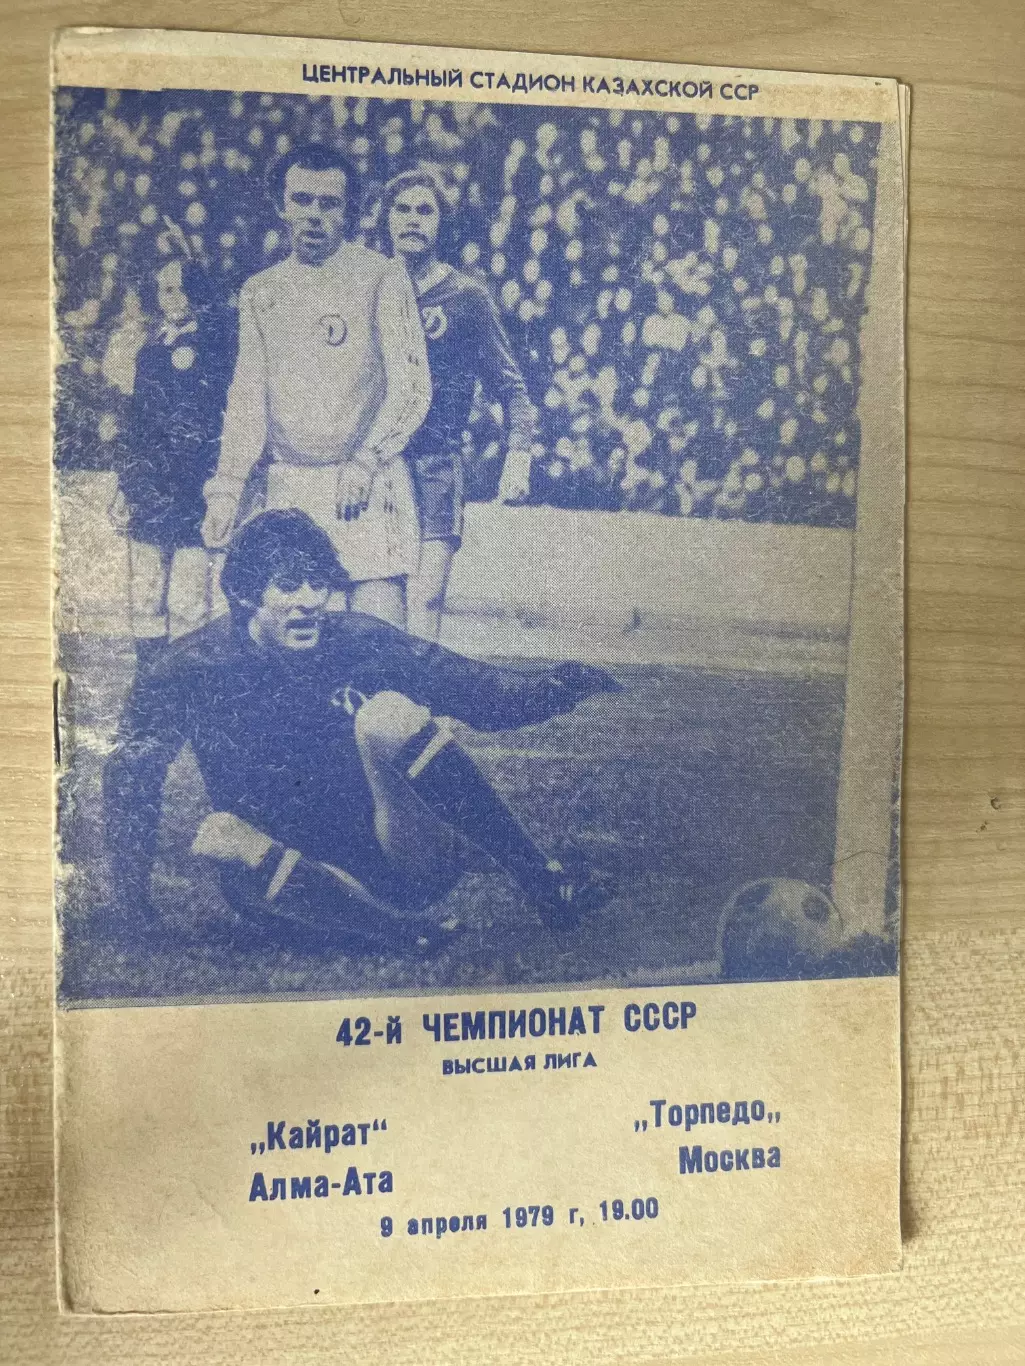 ЦЕНТРАЛЬНЫЙ СТАДИОН КАЗАХСКОЙ ССР
Д
Д
42-й ЧЕМПИОНАТ СССР
ВЫСШАЯ ЛИГА
„Кайрат“
Алма-Ата
„Торпедо„
Москва
9 апреля 1979 г, 19.00